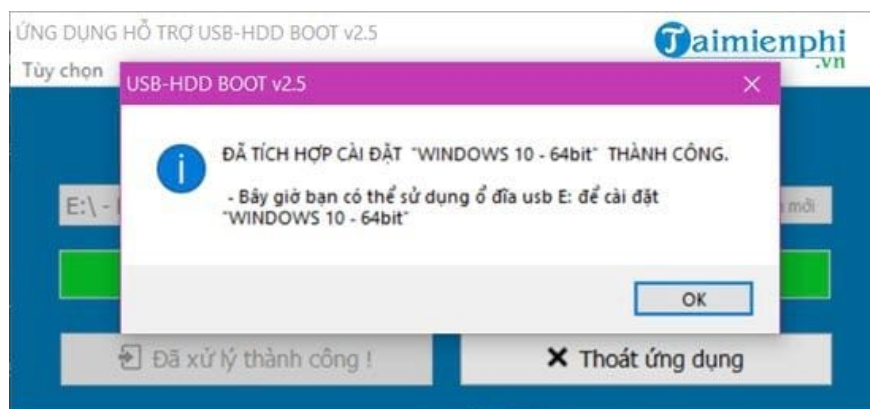 ỨNG DỤNG HỖ TRỢ USB-HDD BOOT v2.5
Taimienphi
.vn
Tùy chọn
USB-HDD BOOT v2.5
ĐÃ TÍCH HỢP CÀI ĐẶT "WINDOWS 10 - 64bit" THÀNH CÔNG.
- Bây giờ bạn có thể sử dụng ổ đĩa usb E: để cài đặt
"WINDOWS 10 - 64bit"
E:\ -
mới
OK
Đã xử lý thành công !
Thoát ứng dụng